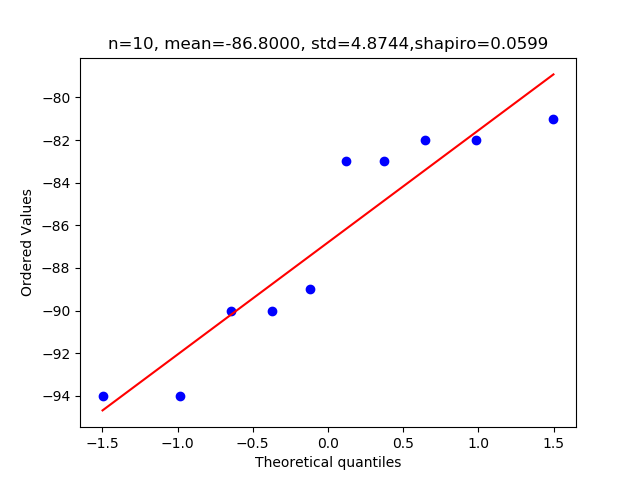 n=10, mean=-86.8000, std=4.8744,shapiro=0.0599
Ordered Values
−80
−82
−84
−86
−88
−90
−92
−94
−1.5 −1.0 −0.5 0.0 0.5 1.0 1.5
Theoretical quantiles